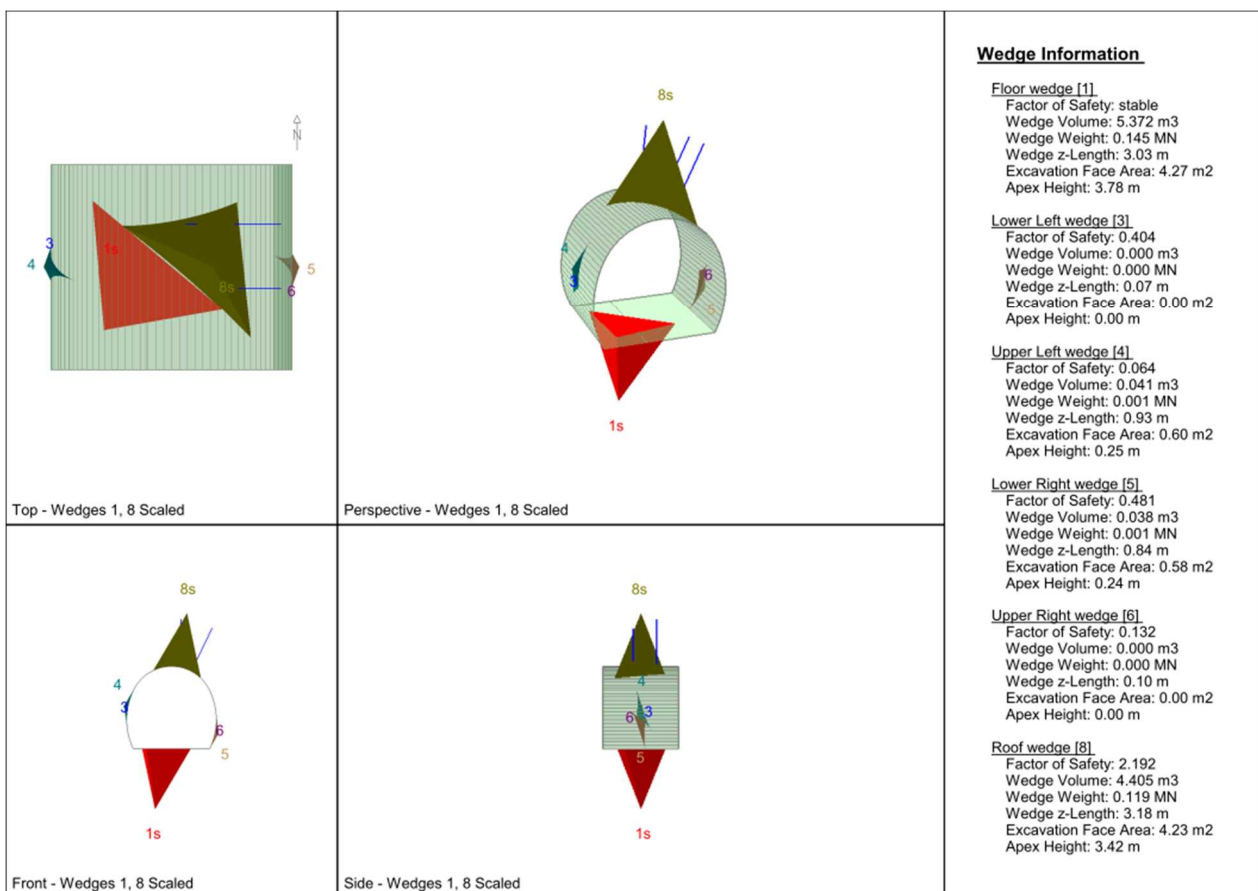 N
3
4
1s
8s
5
6
Top - Wedges 1, 8 Scaled
8s
4
3
6
5
1s
Perspective - Wedges 1, 8 Scaled
8s
4
3
6
5
1s
Front - Wedges 1, 8 Scaled
8s
4
6
3
5
1s
Side - Wedges 1, 8 Scaled
Wedge Information
Floor wedge [1]
Factor of Safety: stable
Wedge Volume: 5.372 m3
Wedge Weight: 0.145 MN
Wedge z-Length: 3.03 m
Excavation Face Area: 4.27 m2
Apex Height: 3.78 m
Lower Left wedge [3]
Factor of Safety: 0.404
Wedge Volume: 0.000 m3
Wedge Weight: 0.000 MN
Wedge z-Length: 0.07 m
Excavation Face Area: 0.00 m2
Apex Height: 0.00 m
Upper Left wedge [4]
Factor of Safety: 0.064
Wedge Volume: 0.041 m3
Wedge Weight: 0.001 MN
Wedge z-Length: 0.93 m
Excavation Face Area: 0.60 m2
Apex Height: 0.25 m
Lower Right wedge [5]
Factor of Safety: 0.481
Wedge Volume: 0.038 m3
Wedge Weight: 0.001 MN
Wedge z-Length: 0.84 m
Excavation Face Area: 0.58 m2
Apex Height: 0.24 m
Upper Right wedge [6]
Factor of Safety: 0.132
Wedge Volume: 0.000 m3
Wedge Weight: 0.000 MN
Wedge z-Length: 0.10 m
Excavation Face Area: 0.00 m2
Apex Height: 0.00 m
Roof wedge [8]
Factor of Safety: 2.192
Wedge Volume: 4.405 m3
Wedge Weight: 0.119 MN
Wedge z-Length: 3.18 m
Excavation Face Area: 4.23 m2
Apex Height: 3.42 m